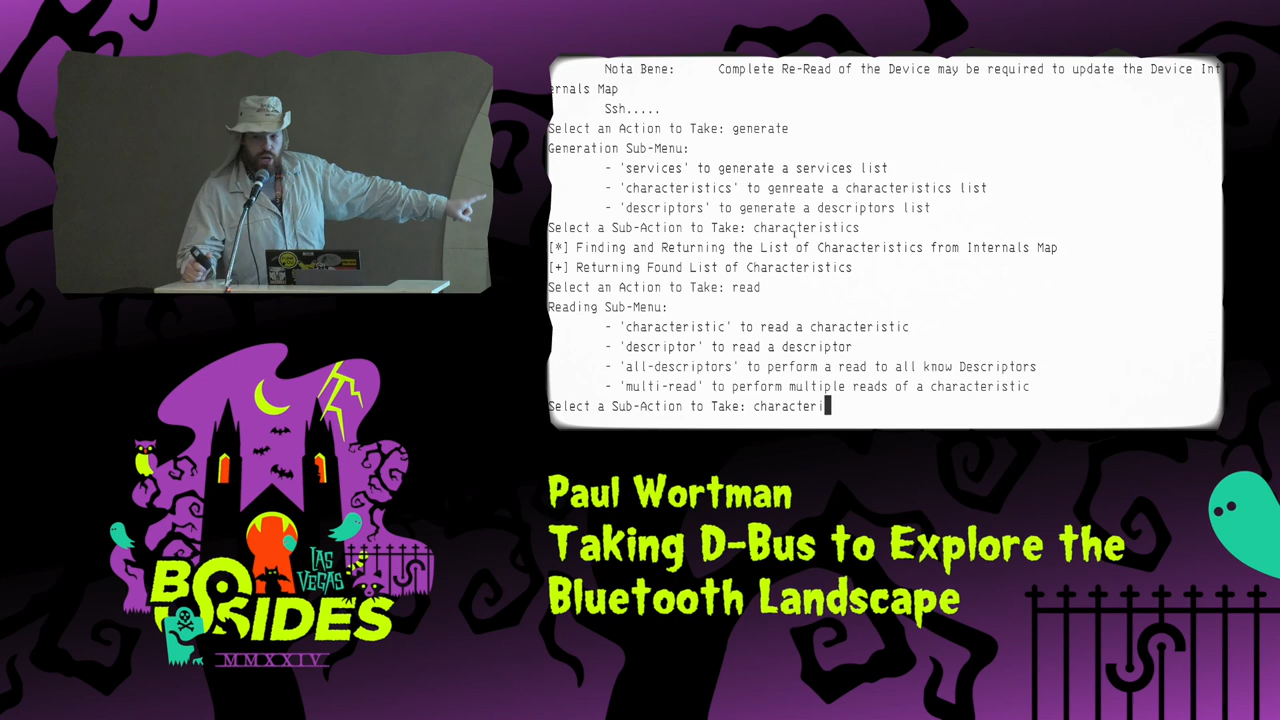 Nota Bene: Complete Re-Read of the Device may be required to update the Device Int
ernals Map
Ssh.....
Select an Action to Take: generate
Generation Sub-Menu:
- 'services' to generate a services list
- 'characteristics' to genreate a characteristics list
- 'descriptors' to generate a descriptors list
Select a Sub-Action to Take: characteristics
[*] Finding and Returning the List of Characteristics from Internals Map
[+] Returning Found List of Characteristics
Select an Action to Take: read
Reading Sub-Menu:
- 'characteristic' to read a characteristic
- 'descriptor' to read a descriptor
- 'all-descriptors' to perform a read to all know Descriptors
- 'multi-read' to perform multiple reads of a characteristic
Select a Sub-Action to Take: characteri
LAS
VEGAS
BSIDES
MMXXIV
Paul Wortman
Taking D-Bus to Explore the
Bluetooth Landscape